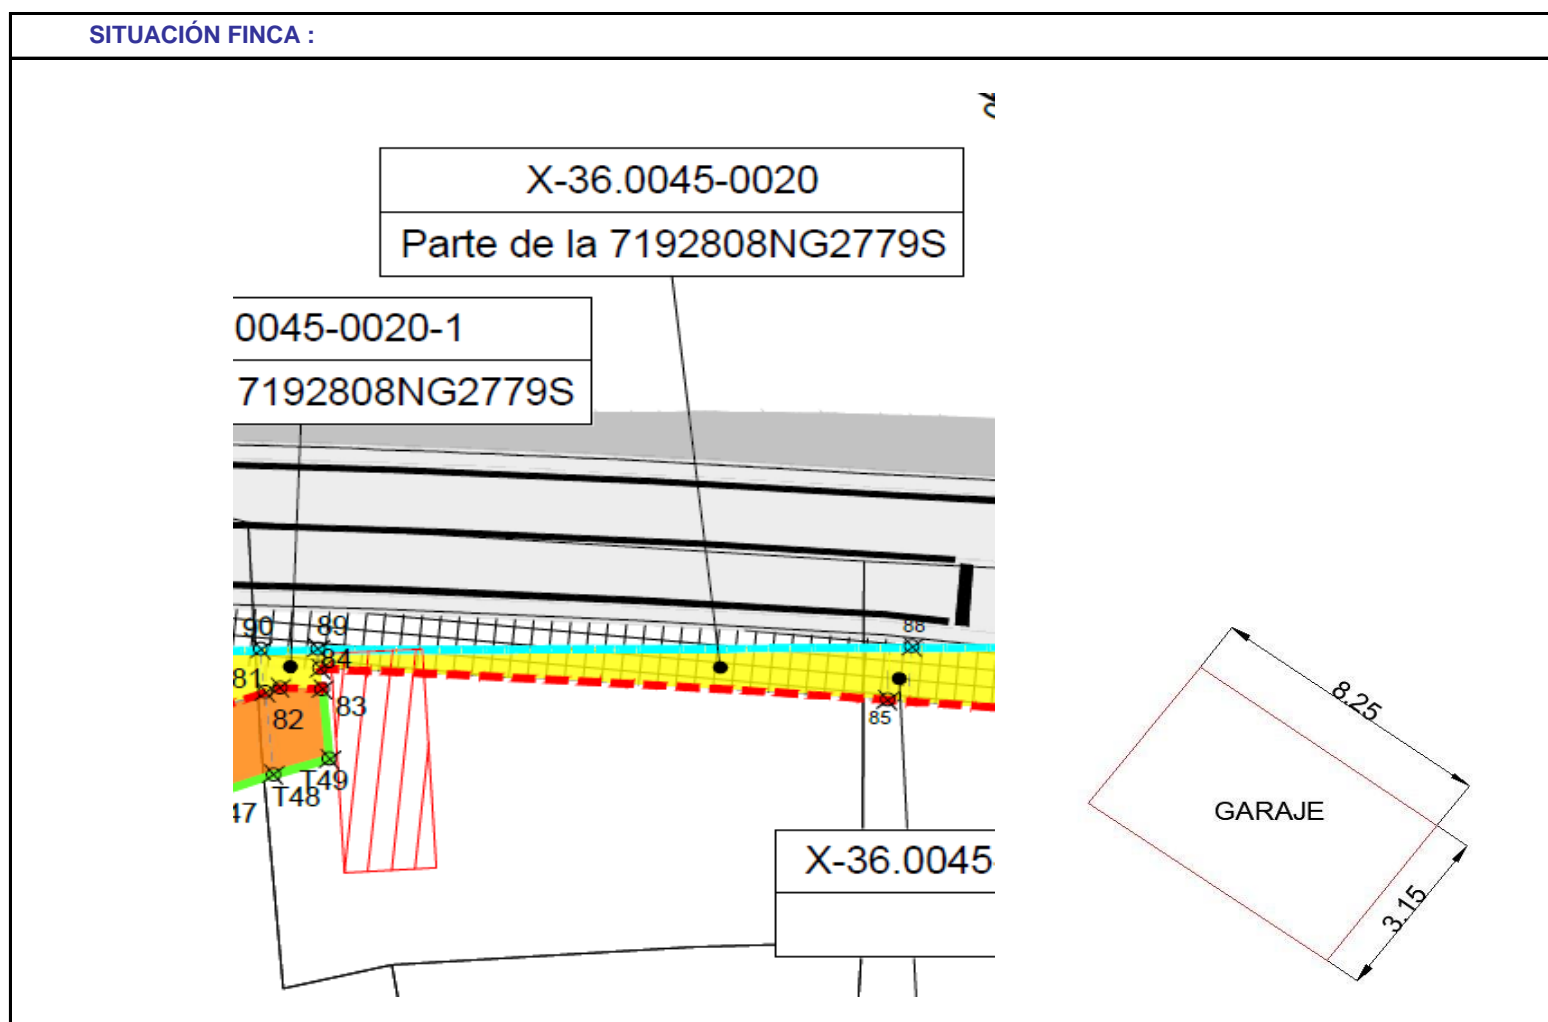 SITUACIÓN FINCA :
X-36.0045-0020
Parte de la 7192808NG2779S
0045-0020-1
7192808NG2779S
90
89
88
84
81
82
83
85
T49
T48
47
X-36.0045-
8.25
GARAJE
3.15